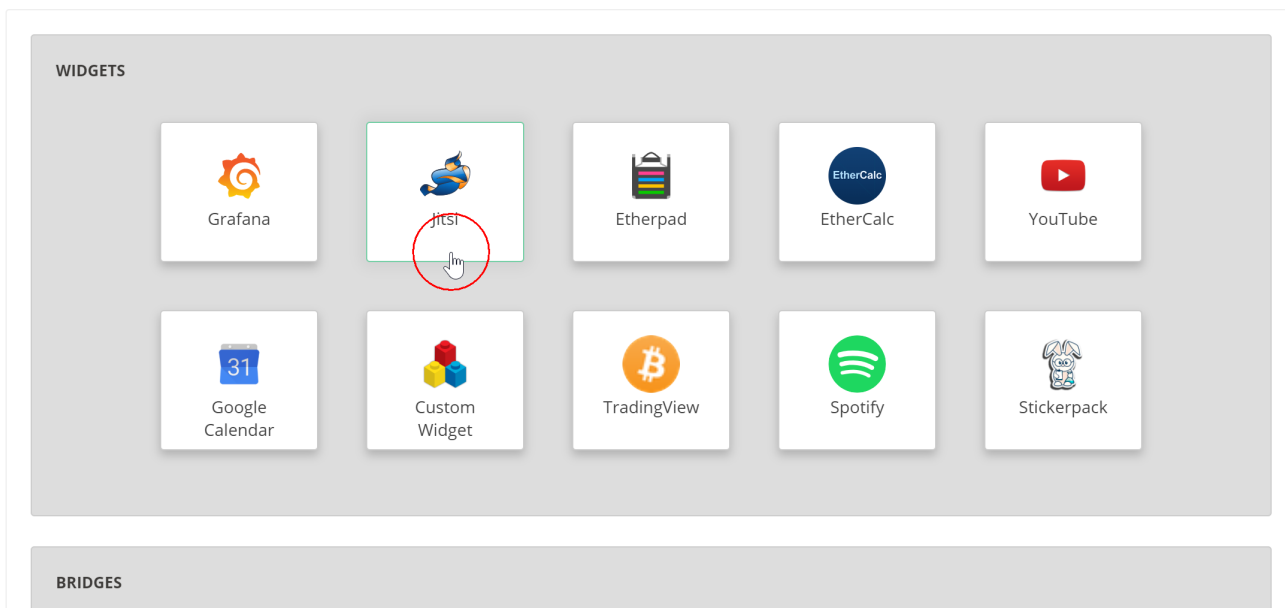 WIDGETS
Grafana
Jitsi
Etherpad
EtherCalc
EtherCalc
YouTube
31
Google
Calendar
Custom
Widget
TradingView
Spotify
Stickerpack
BRIDGES